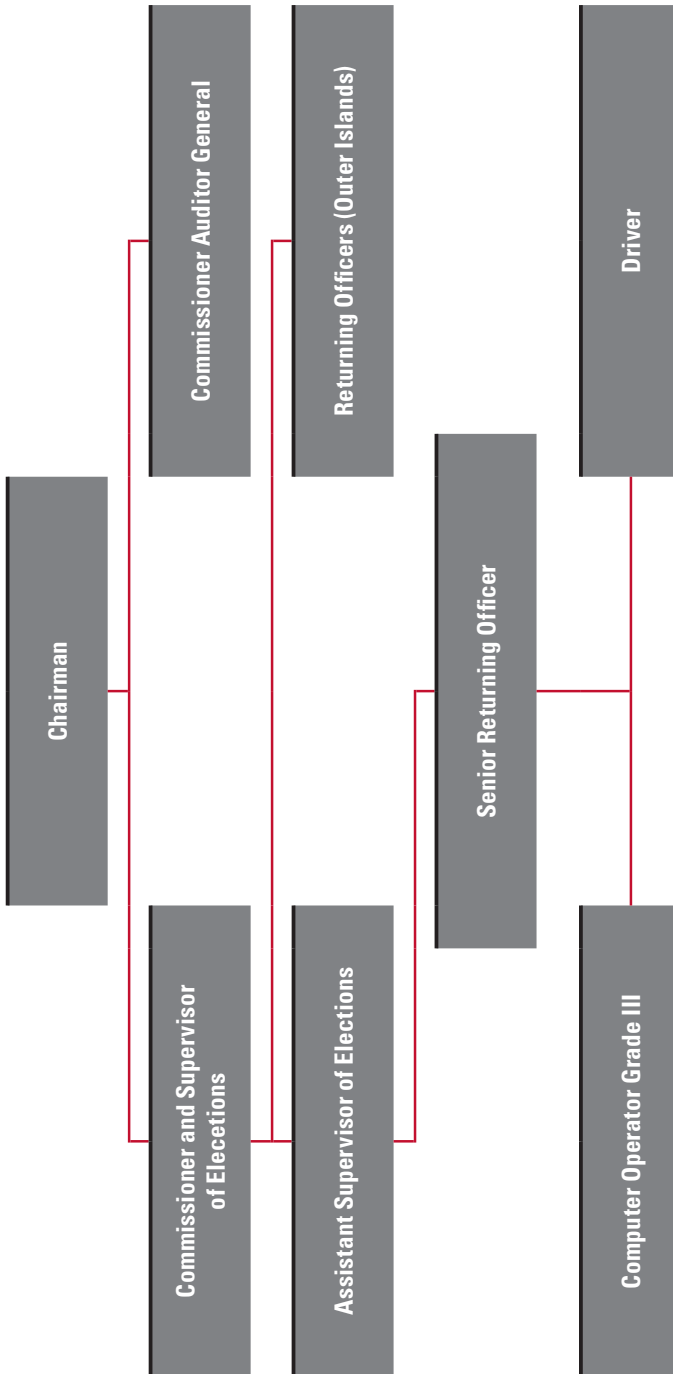 Chairman
Commissioner and Supervisor
of Elecetions
Commissioner Auditor General
Assistant Supervisor of Elections
Returning Officers (Outer Islands)
Senior Returning Officer
Computer Operator Grade III
Driver